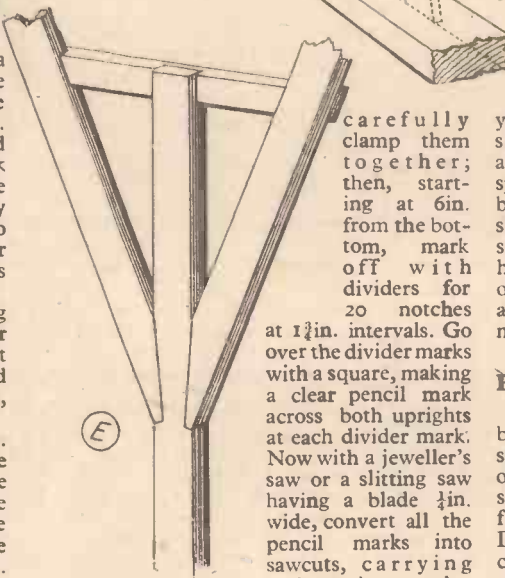 carefully
clamp them
together;
then, start-
ing at 6in.
from the bot-
tom, mark
off with
dividers for
20 notches
at 1¾in. intervals. Go
over the divider marks
with a square, making
a clear pencil mark
across both uprights
at each divider mark.
Now with a jeweller's
saw or a slitting saw
having a blade ¼in.
wide, convert all the
pencil marks into
sawcuts, carrying
E